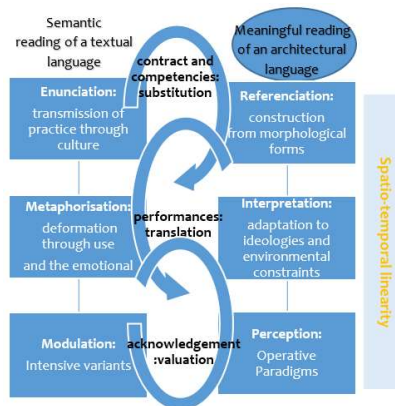 Semantic
reading of a textual
language
Meaningful reading
of an architectural
language
contract and
competencies:
substitution
Enunciation:
transmission of
practice through
culture
Referenciation:
construction
from morphological
forms
Metaphorisation:
deformation
through use
and the emotional
performances:
translation
Interpretation:
adaptation to
ideologies and
environmental
constraints
Modulation:
Intensive variants
acknowledgement
:valuation
Perception:
Operative
Paradigms
Spatio-temporal linearity